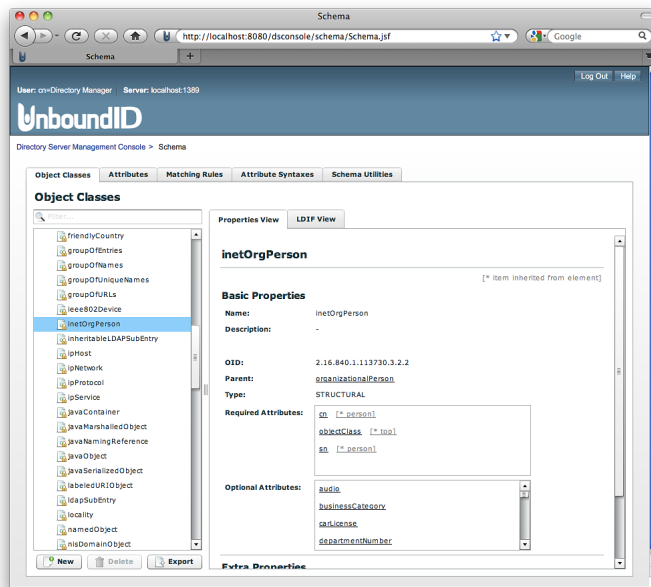 Schema
http://localhost:8080/dsconsole/schema/Schema.jsf
Google
Schema
+
Log Out Help
User: cn=Directory Manager Server: localhost:1389
UnboundID
Directory Server Management Console > Schema
Object Classes Attributes Matching Rules Attribute Syntaxes Schema Utilities
Object Classes
Filter...
friendlyCountry
groupOfEntries
groupOfNames
groupOfUniqueNames
groupOfURLs
ieee802Device
inetOrgPerson
inheritableLDAPSubEntry
ipHost
ipNetwork
ipProtocol
ipService
javaContainer
javaMarshalledObject
javaNamingReference
javaObject
javaSerializedObject
labeledURIObject
ldapSubEntry
locality
namedObject
nisDomainObject
New Delete Export
Properties View LDIF View
inetOrgPerson
[* item inherited from element]
Basic Properties
Name: inetOrgPerson
Description: -
OID: 2.16.840.1.113730.3.2.2
Parent: organizationalPerson
Type: STRUCTURAL
Required Attributes: cn [* person]
objectClass [* top]
sn [* person]
Optional Attributes: audio
businessCategory
carLicense
departmentNumber
Extra Properties